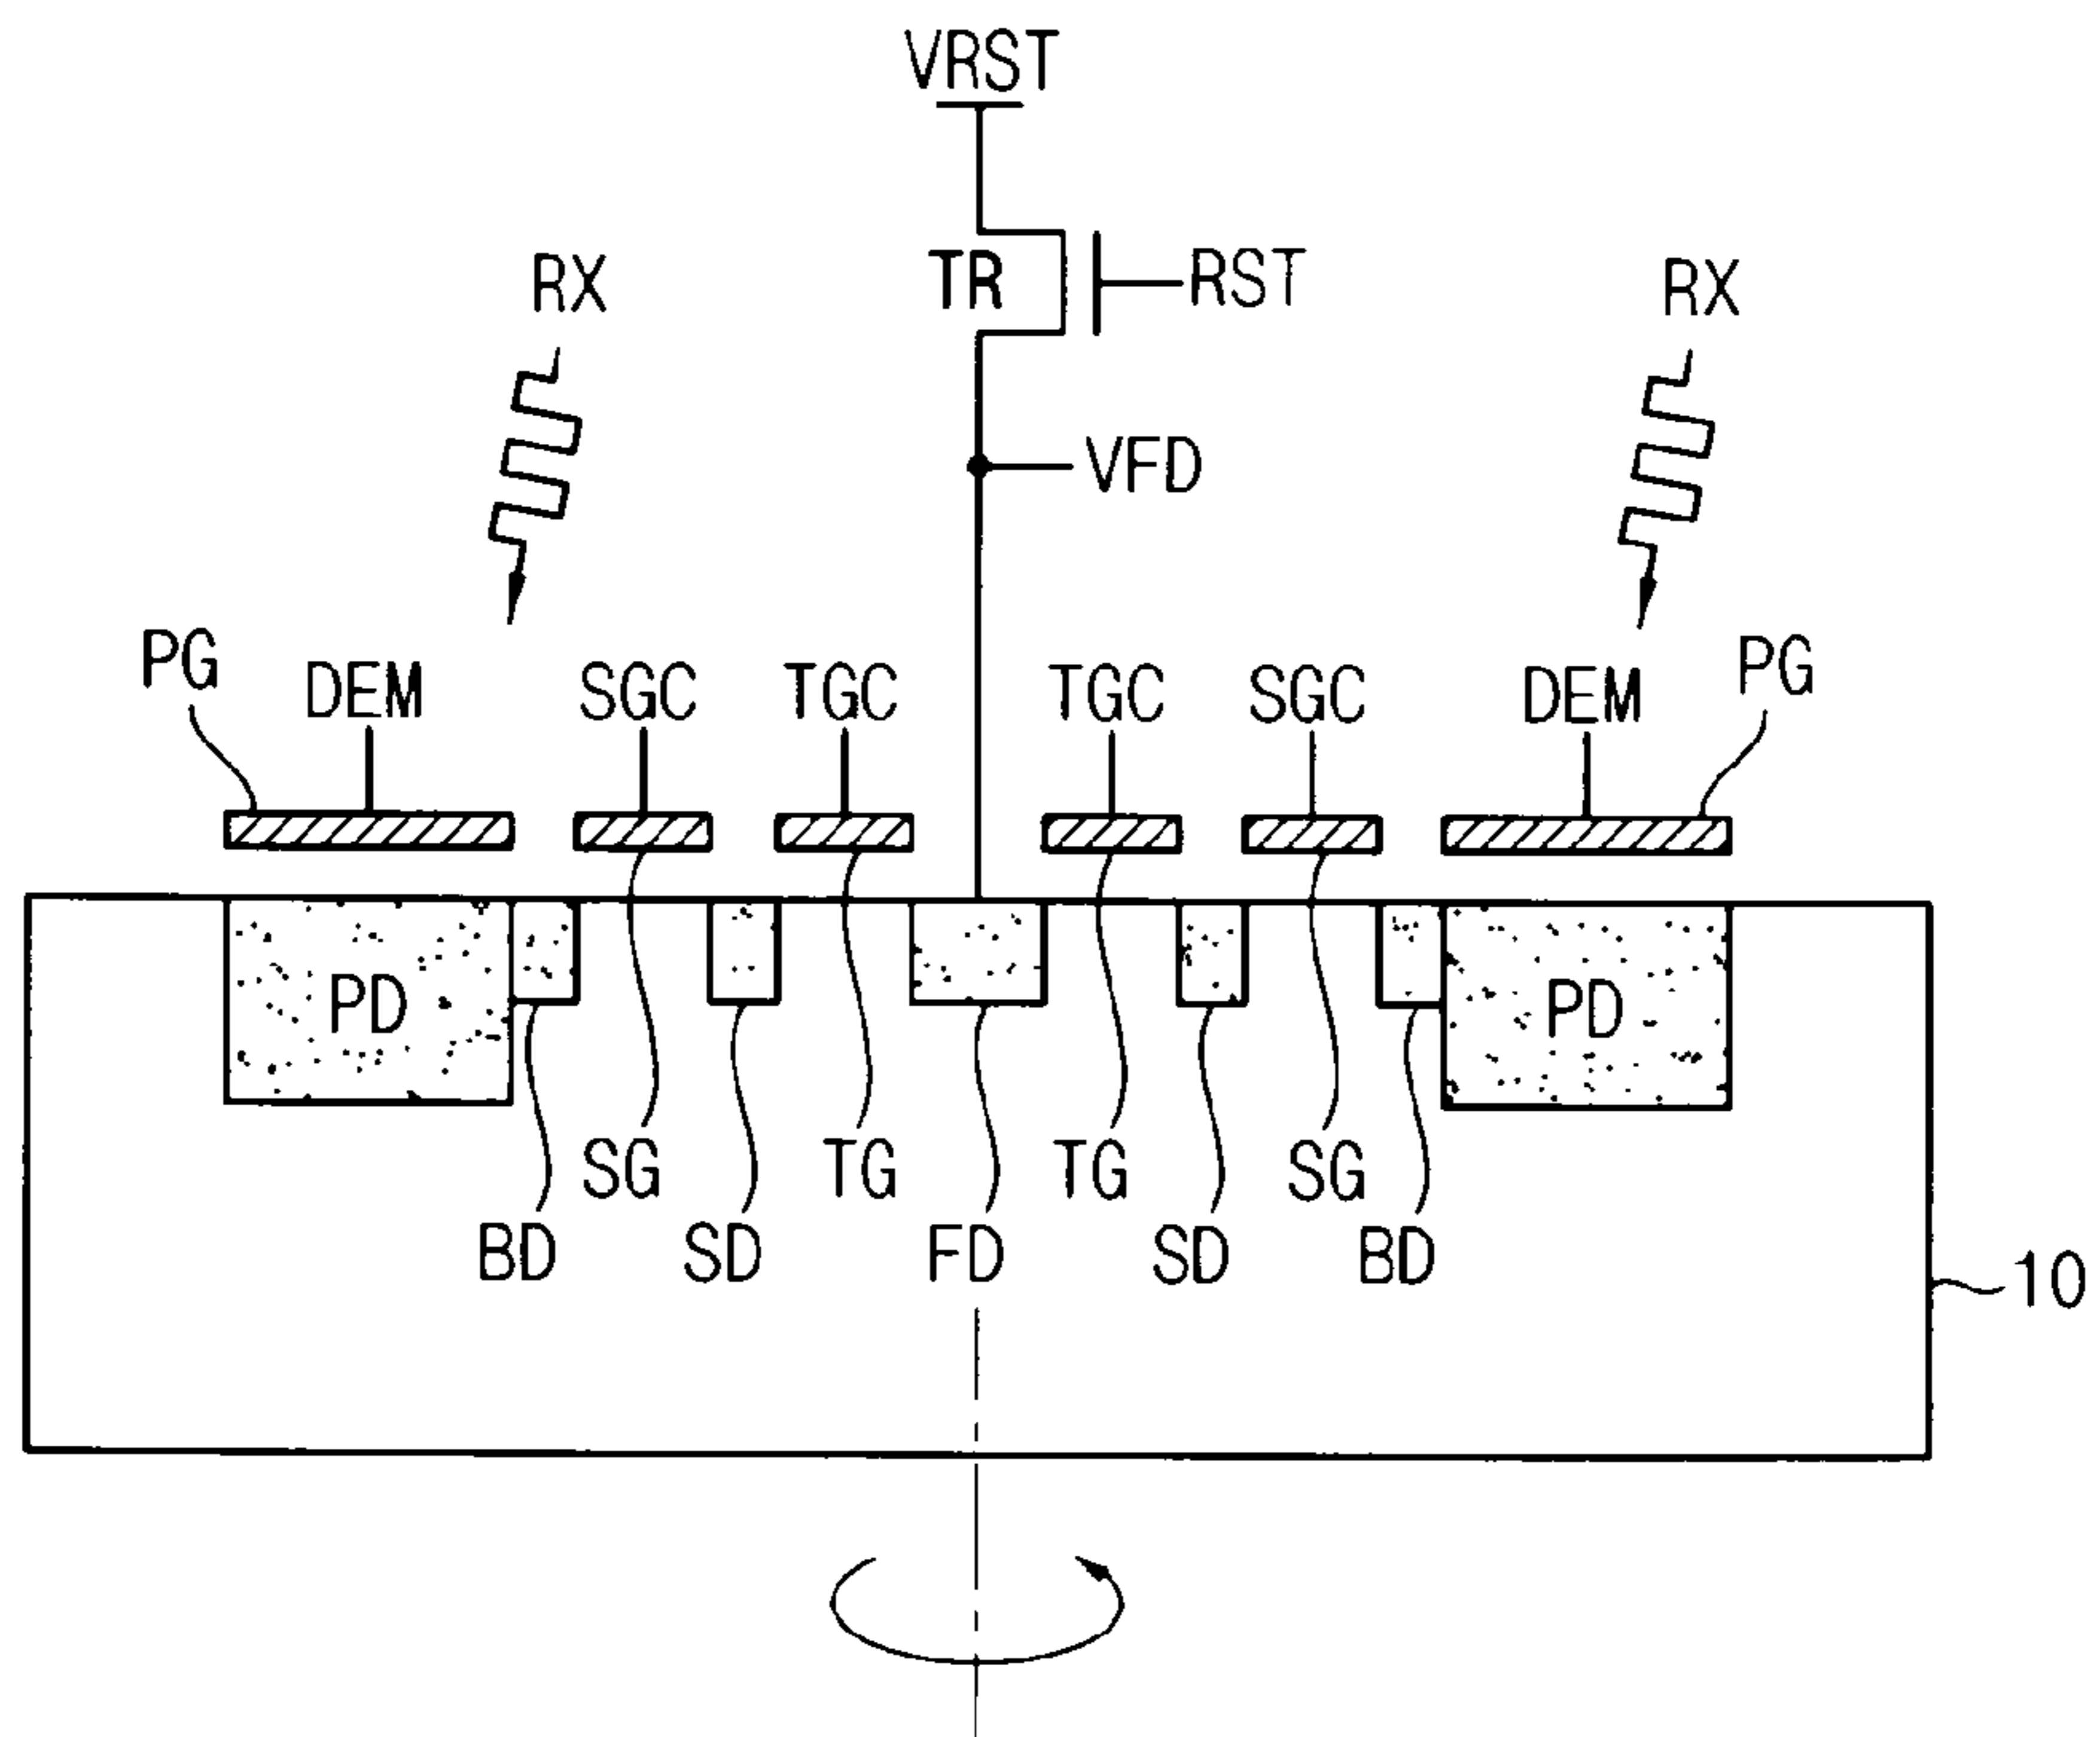 VRST
RX TR RST RX
VFD
PG DEM SGC TGC TGC SGC DEM PG
PD PD
SG TG TG SG
BD SD FD SD BD
10